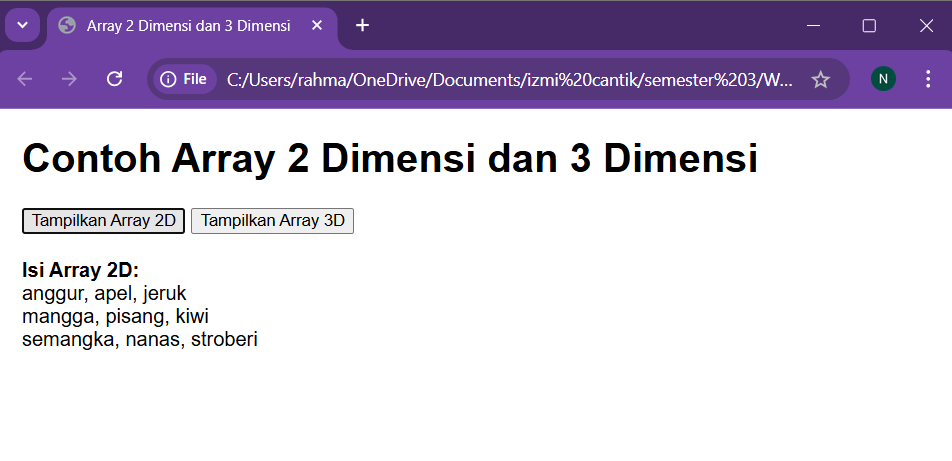 Array 2 Dimensi dan 3 Dimensi
File C:/Users/rahma/OneDrive/Documents/izmi%20cantik/semester%203/W...
N
Contoh Array 2 Dimensi dan 3 Dimensi
Tampilkan Array 2D Tampilkan Array 3D
Isi Array 2D:
anggur, apel, jeruk
mangga, pisang, kiwi
semangka, nanas, stroberi